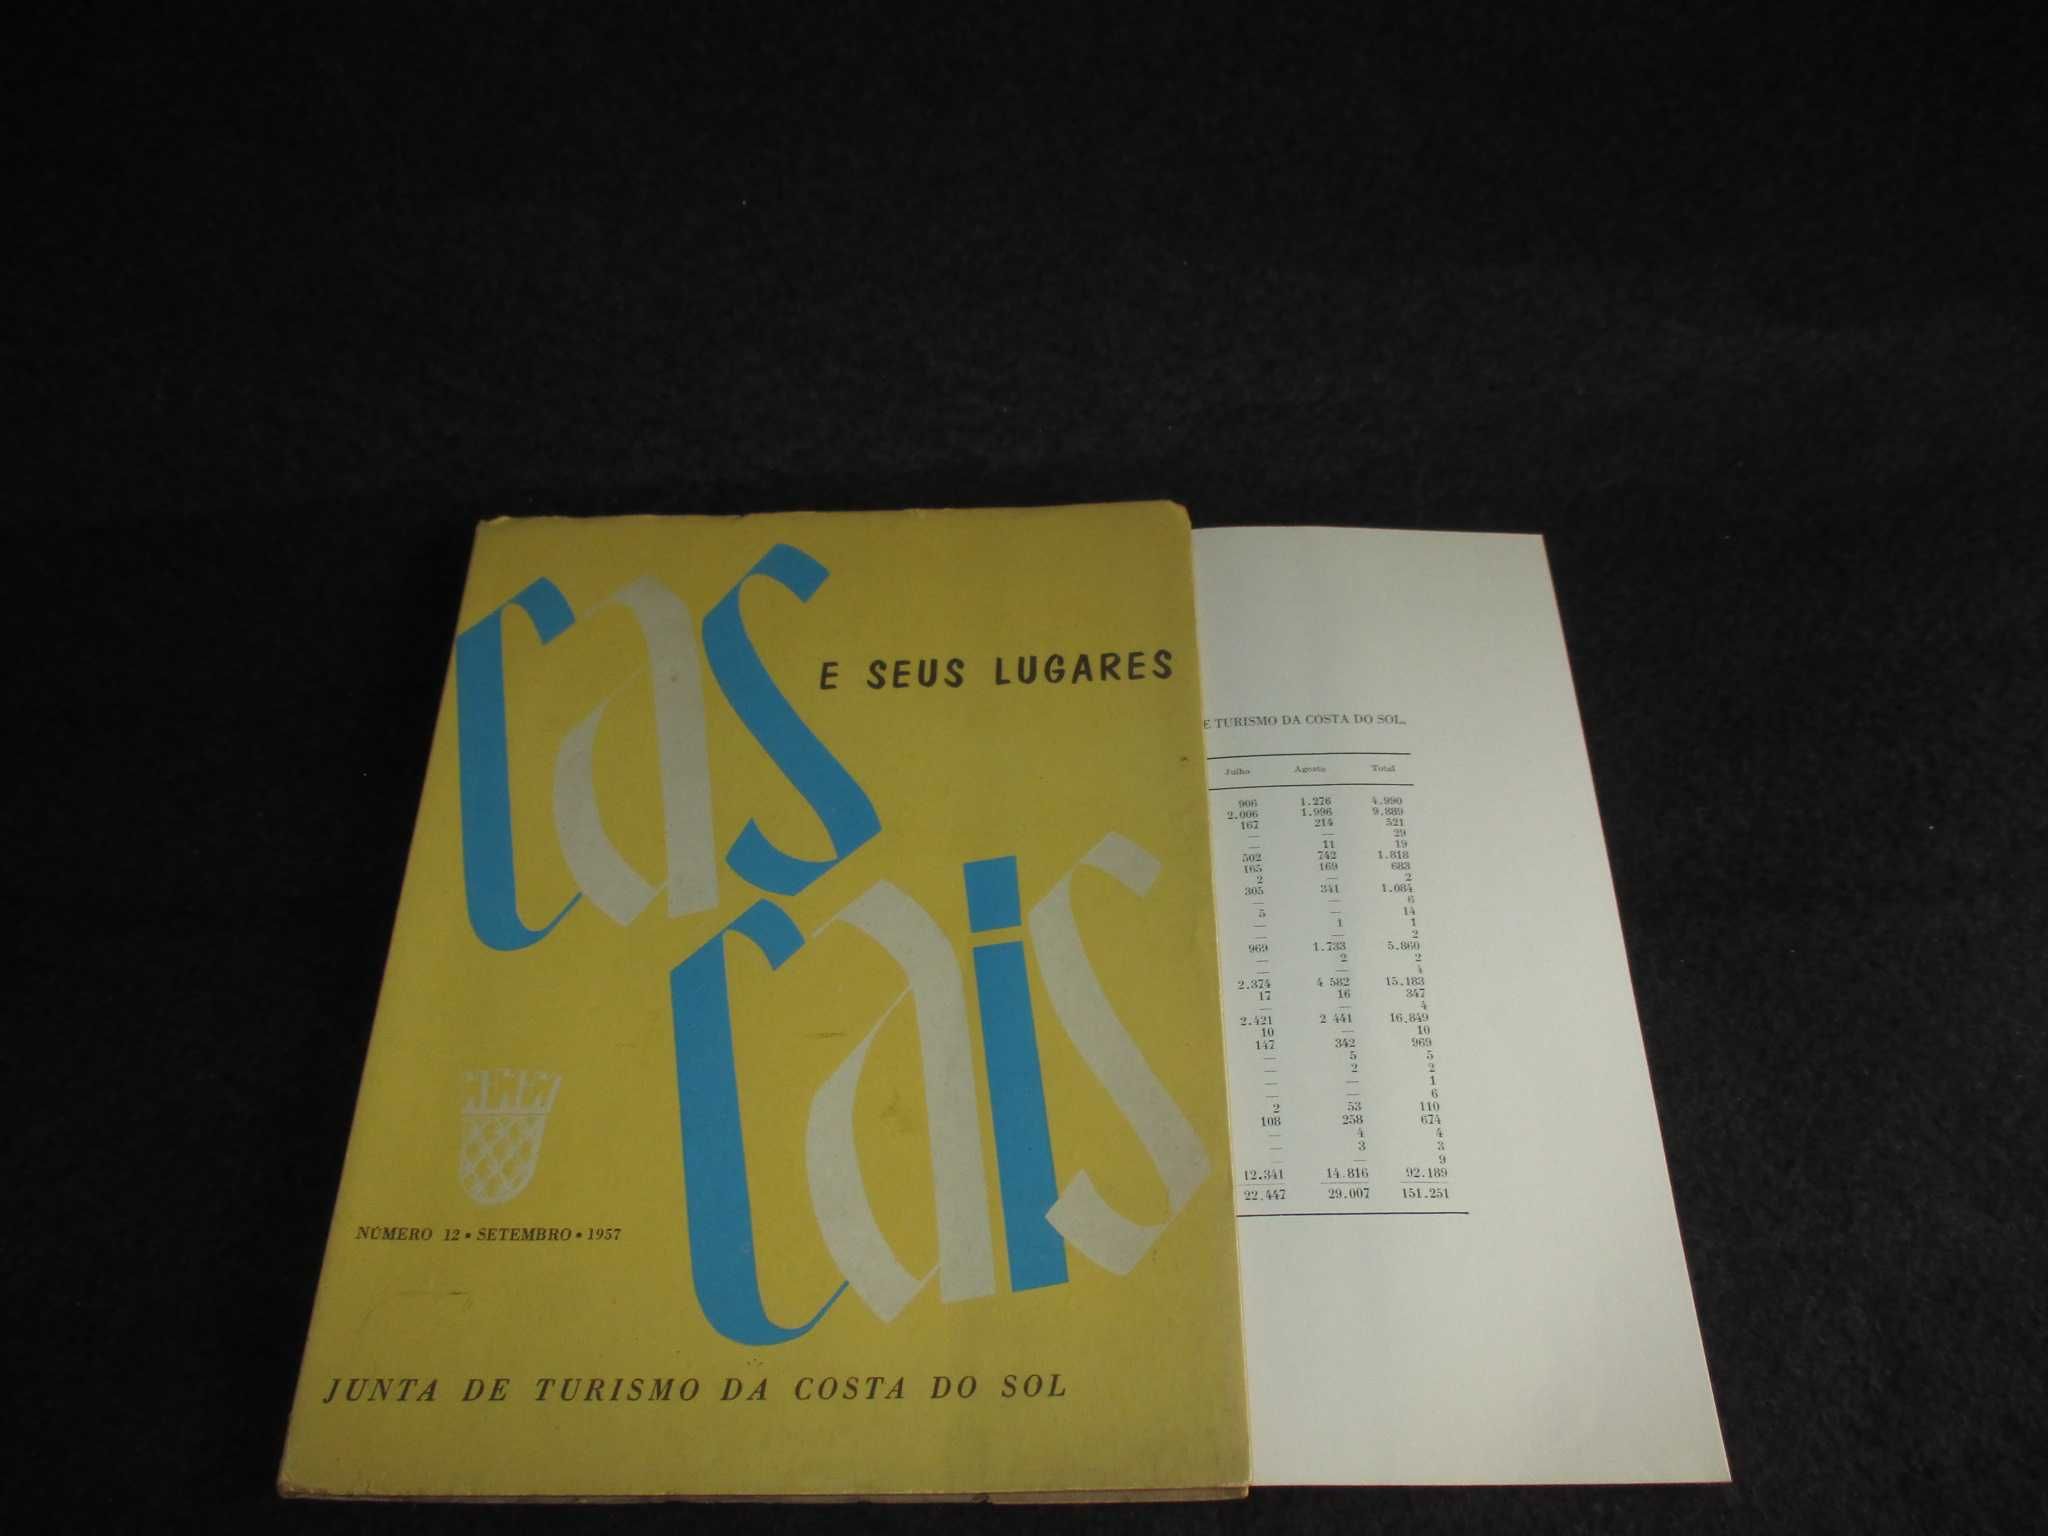 Cas
E SEUS LUGARES
Cais
NÚMERO 12 • SETEMBRO • 1957
JUNTA DE TURISMO DA COSTA DO SOL
E TURISMO DA COSTA DO SOL.
Julho Agosto Total
906 1.276 4.990
2.006 1.996 9.889
167 214 521
— — 29
— 11 19
502 742 1.818
165 169 683
2 — 2
305 341 1.084
— — 6
5 — 14
— 1 1
— — 2
969 1.733 5.860
— 2 2
— — 4
2.374 4 582 15.183
17 16 347
— — 4
2.421 2 441 16.849
10 — 10
147 342 969
— 5 5
— 2 2
— — 1
— — 6
2 53 110
108 258 674
— 4 4
— 3 3
— — 9
12.341 14.816 92.189
22.447 29.007 151.251